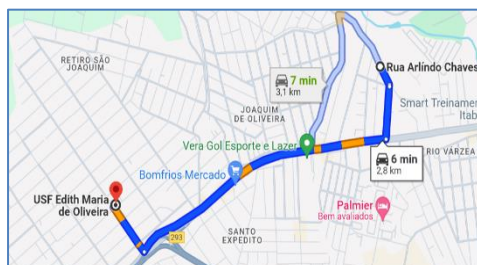 RETIRO SÃO
JOAQUIM
Rua Arlíndo Chaves
7 min
3,1 km
JOAQUIM
DE OLIVEIRA
Smart Treinamen
Itab
Vera Gol Esporte e Lazer
RIO VÁRZEA
6 min
2,8 km
Bomfrios Mercado
USF Edith Maria
de Oliveira
Palmier
Bem avaliados
293
SANTO
EXPEDITO